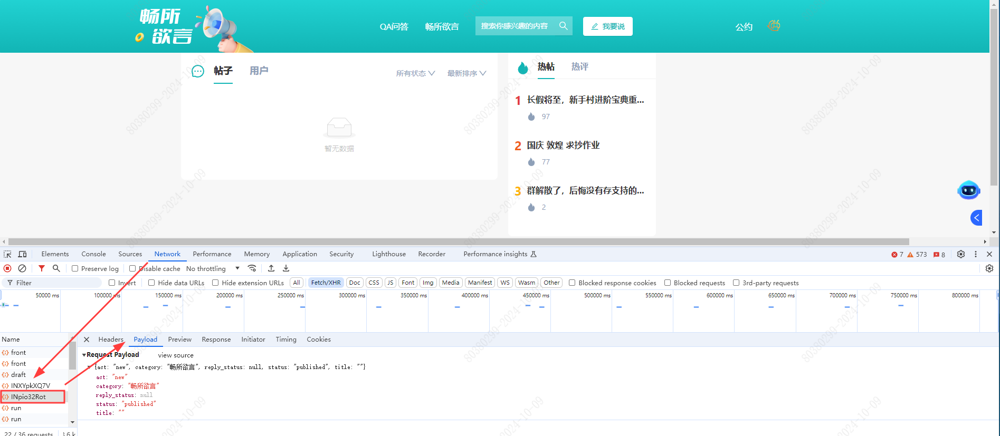 畅所
欲言
QA问答 畅所欲言 搜索你感兴趣的内容 我要说 公约
帖子 用户 所有状态 最新排序
暂无数据
热帖 热评
1 长假将至，新手村进阶宝典重...
97
2 国庆 敦煌 求抄作业
77
3 群解散了，后悔没有存支持的...
2
80380299-2024-10-09
Elements Console Sources Network Performance Memory Application Security Lighthouse Recorder Performance insights 7 573 8
Preserve log Disable cache No throttling
Filter Invert Hide data URLs Hide extension URLs All Fetch/XHR Doc CSS JS Font Img Media Manifest WS Wasm Other Blocked response cookies Blocked requests 3rd-party requests
50000 ms 100000 ms 150000 ms 200000 ms 250000 ms 300000 ms 350000 ms 400000 ms 450000 ms 500000 ms 550000 ms 600000 ms 650000 ms 700000 ms 750000 ms 800000 ms
Name
front
front
draft
INXYpkXQ7V
INpio32Rot
run
run
22 / 36 requests
Headers Payload Preview Response Initiator Timing Cookies
Request Payload view source
{act: "new", category: "畅所欲言", reply_status: null, status: "published", title: ""}
act: "new"
category: "畅所欲言"
reply_status: null
status: "published"
title: ""